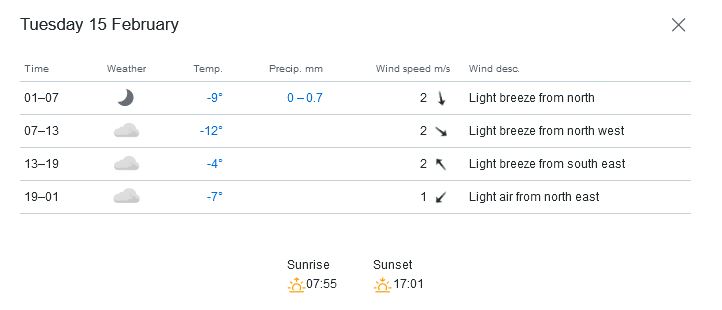 Tuesday 15 February
Time Weather Temp. Precip. mm Wind speed m/s Wind desc.
01–07 -9° 0 – 0.7 2 Light breeze from north
07–13 -12° 2 Light breeze from north west
13–19 -4° 2 Light breeze from south east
19–01 -7° 1 Light air from north east
Sunrise Sunset
07:55 17:01